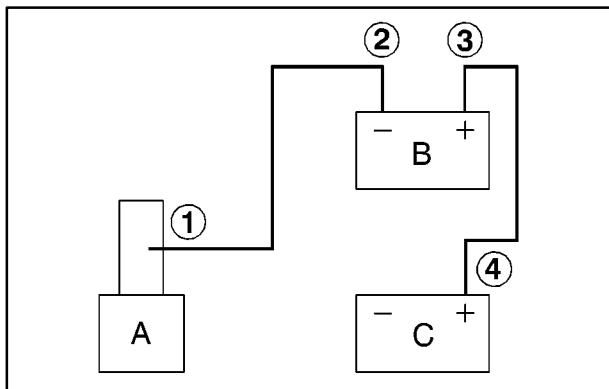 ② ③
− +
B
①
④
− +
A C